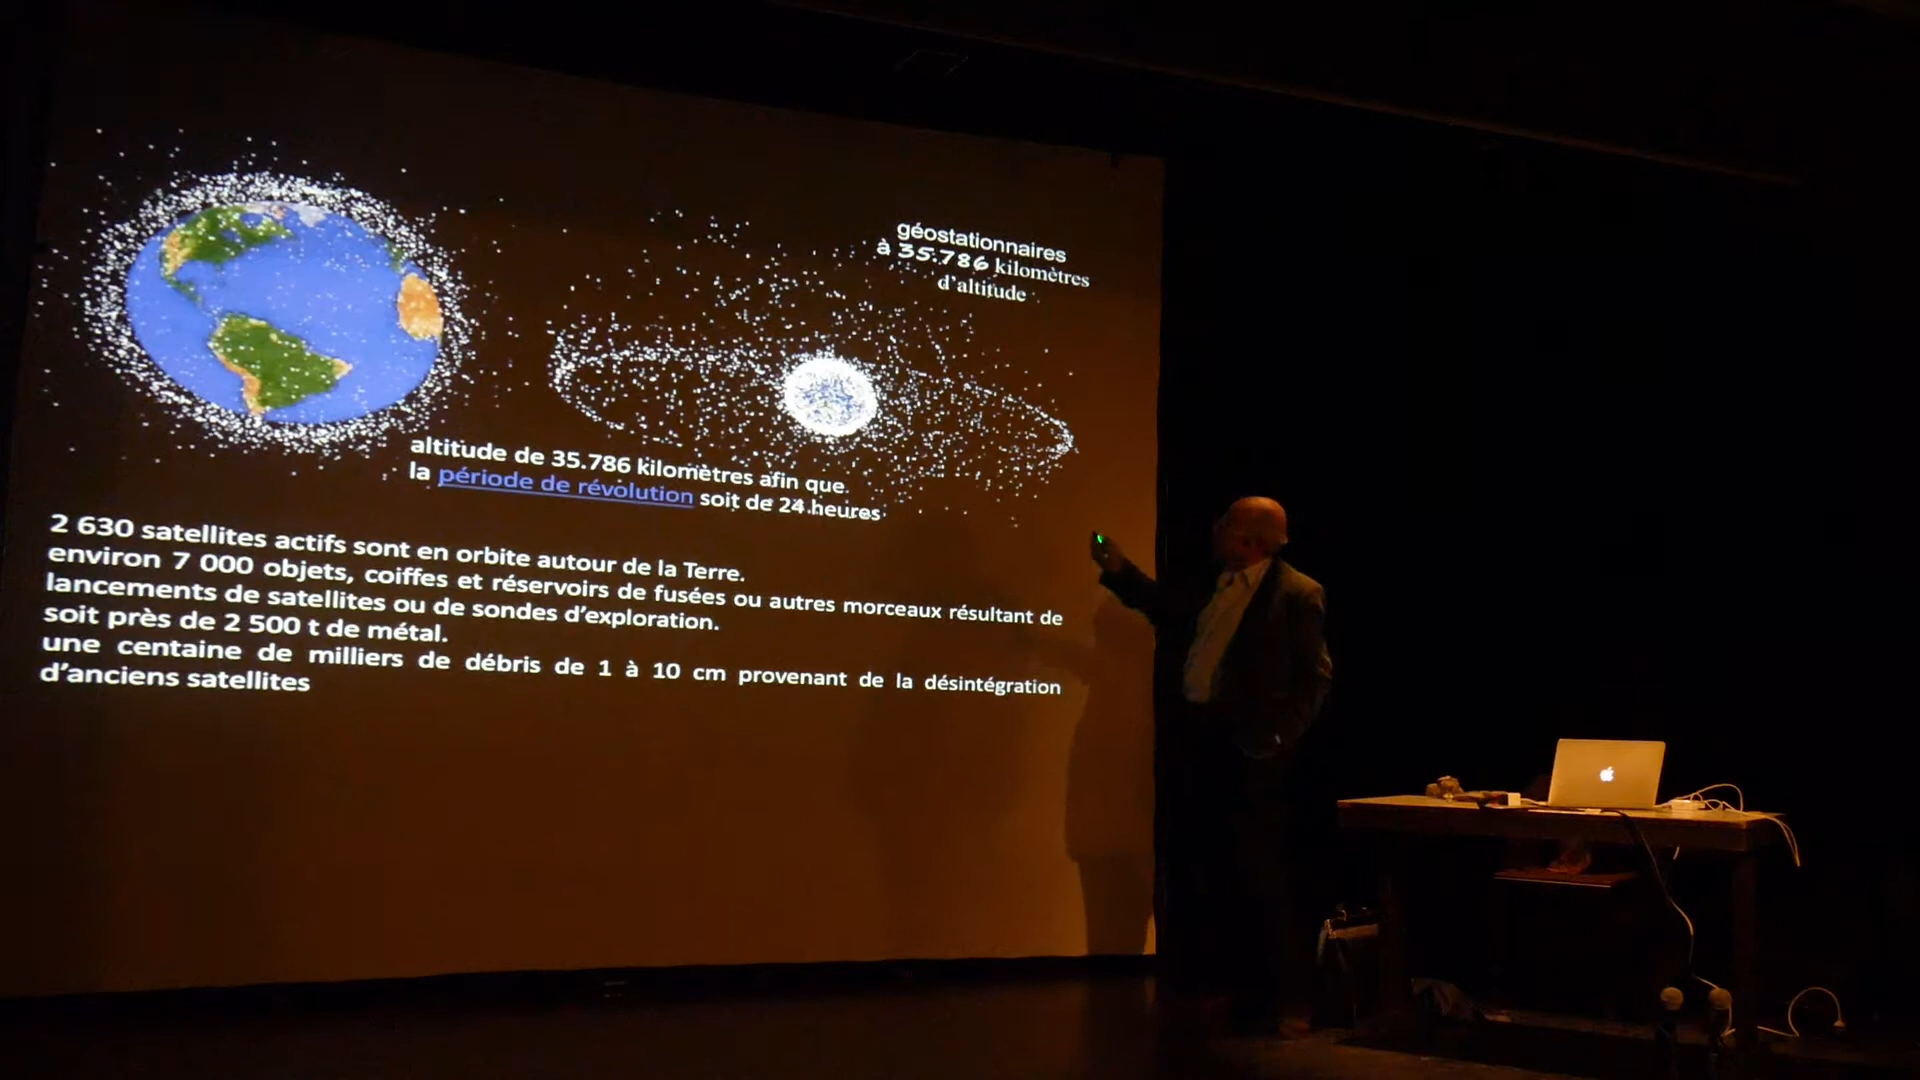 géostationnaires
à 35.786 kilomètres
d'altitude
altitude de 35.786 kilomètres afin que
la période de révolution soit de 24 heures
2 630 satellites actifs sont en orbite autour de la Terre.
environ 7 000 objets, coiffes et réservoirs de fusées ou autres morceaux résultant de
lancements de satellites ou de sondes d'exploration.
soit près de 2 500 t de métal.
une centaine de milliers de débris de 1 à 10 cm provenant de la désintégration
d'anciens satellites